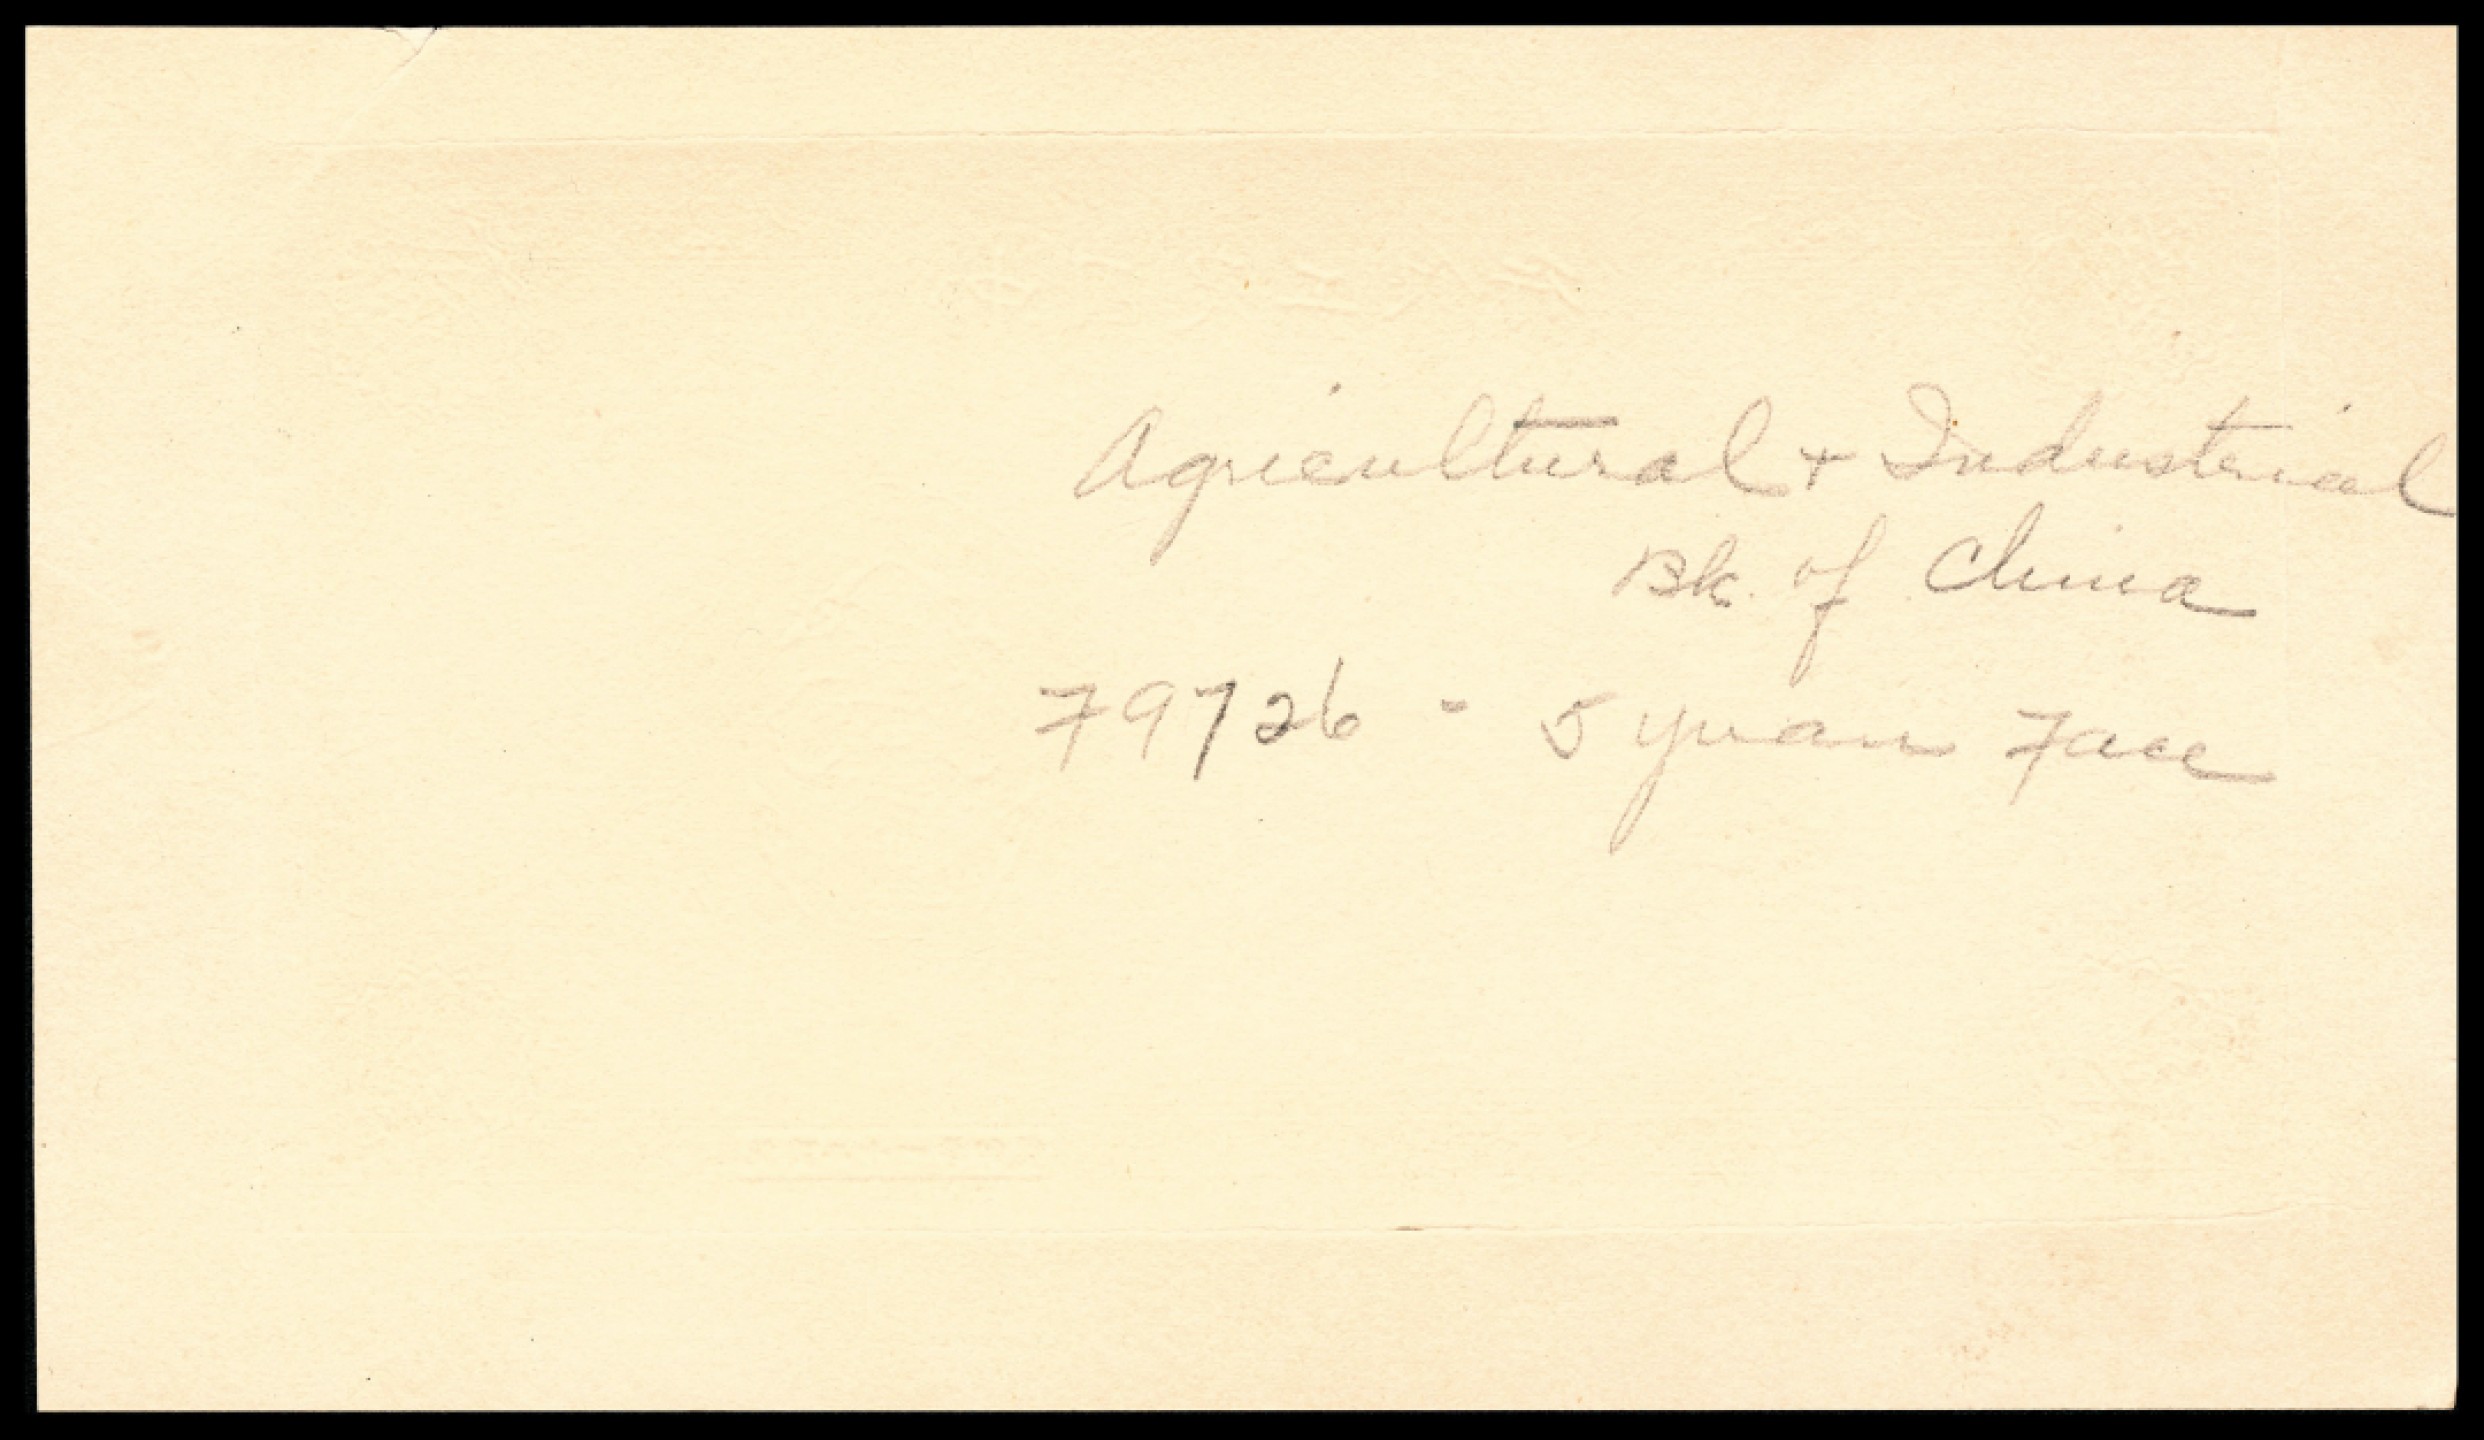 Agricultural + Industrial
Bk. of China
79726 - 5 yuan Face